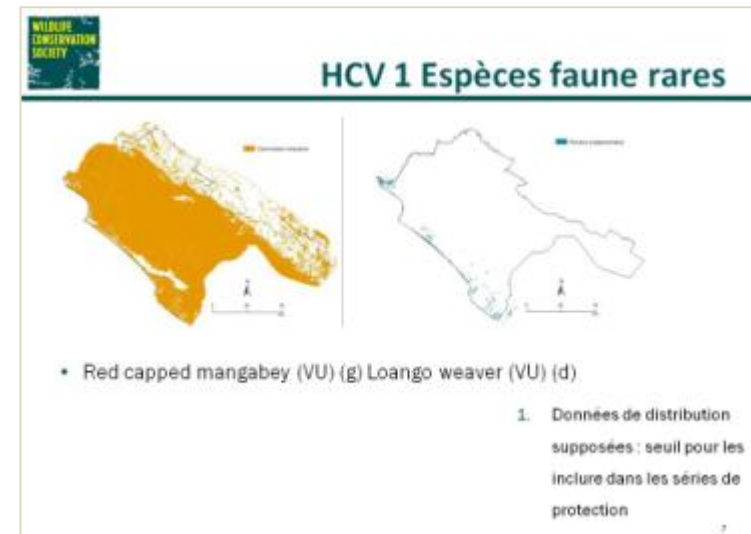 WILDLIFE
CONSERVATION
SOCIETY
HCV 1 Espèces faune rares
• Red capped mangabey (VU) (g) Loango weaver (VU) (d)
1. Données de distribution
supposées : seuil pour les
inclure dans les séries de
protection
7